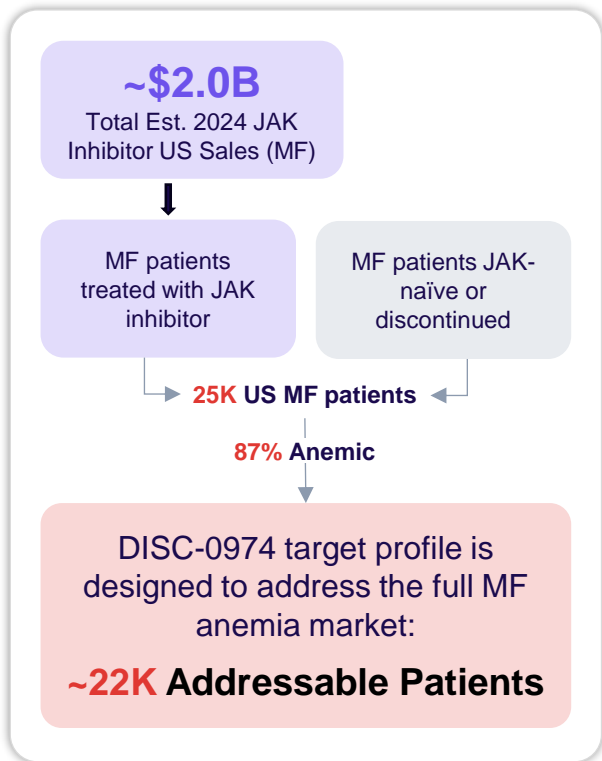 ~$2.0B
Total Est. 2024 JAK
Inhibitor US Sales (MF)
MF patients
treated with JAK
inhibitor
MF patients JAK-
naïve or
discontinued
25K US MF patients
87% Anemic
DISC-0974 target profile is
designed to address the full MF
anemia market:
~22K Addressable Patients